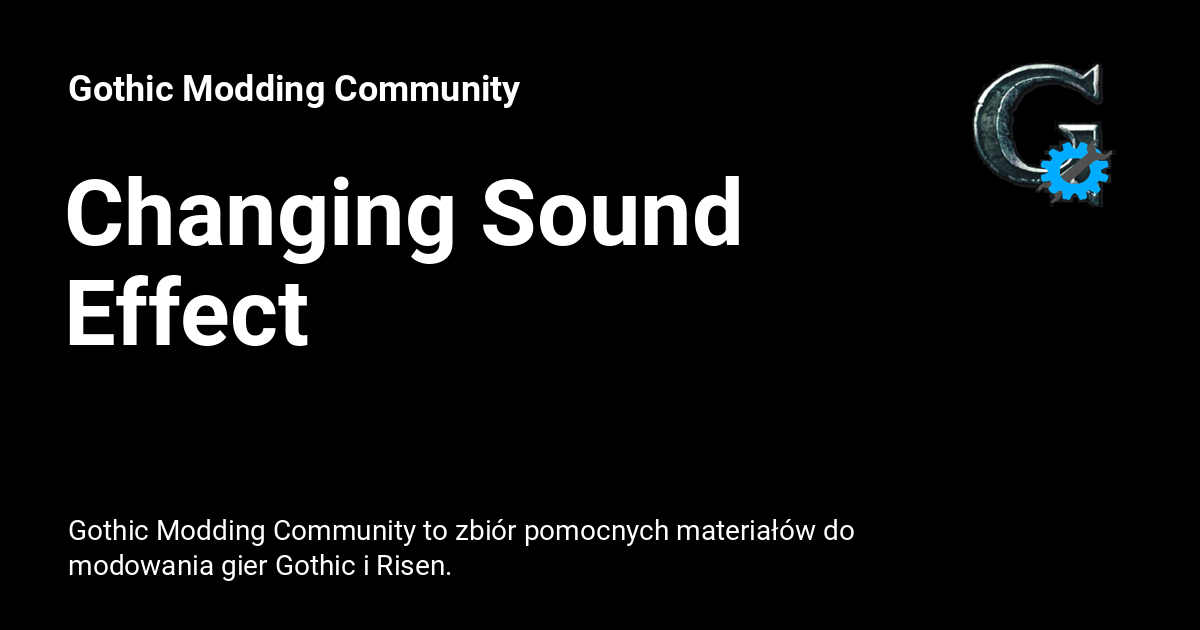 Gothic Modding Community
Changing Sound
Effect
Gothic Modding Community to zbiór pomocnych materiałów do
modowania gier Gothic i Risen.